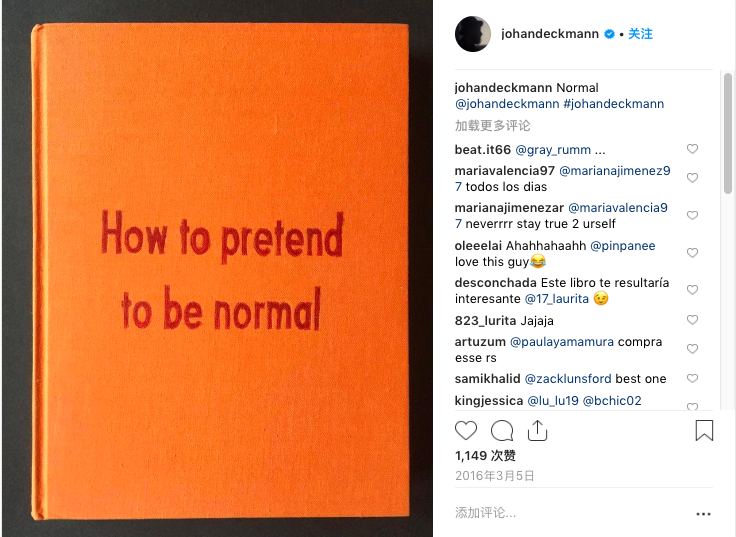 How to pretend
to be normal
johandeckmann • 关注
johandeckmann Normal
@johandeckmann #johandeckmann
加载更多评论
beat.it66 @gray_rumm ...
mariavalencia97 @marianajimenez9
7 todos los dias
marianajimenezar @mariavalencia9
7 neverrrr stay true 2 urself
oleeelai Ahahhahaahh @pinpanee
love this guy😂
desconchada Este libro te resultaría
interesante @17_laurita 😉
823_lurita Jajaja
artuzum @paulayamamura compra
esse rs
samikhalid @zacklunsford best one
kingjessica @lu_lu19 @bchic02
1,149 次赞
2016年3月5日
添加评论...